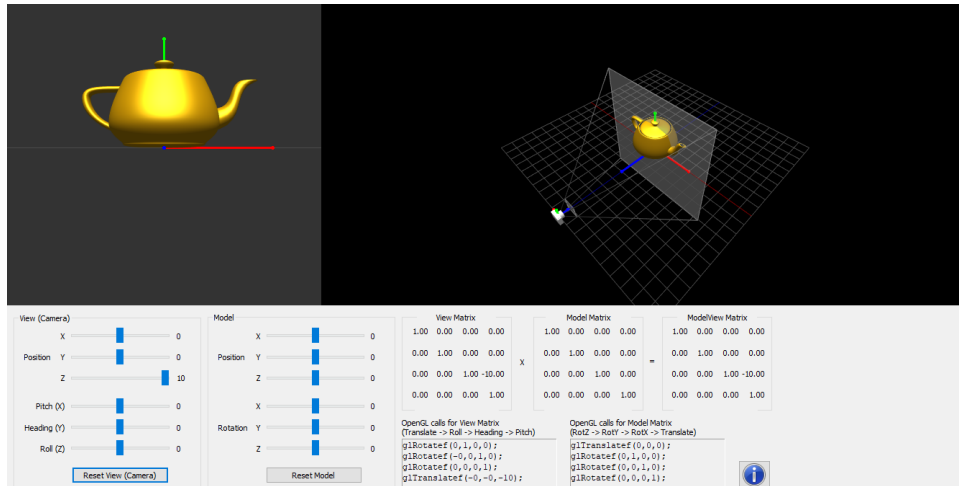 View (Camera)
X 0
Position Y 0
Z 10
Pitch (X) 0
Heading (Y) 0
Roll (Z) 0
Reset View (Camera)
Model
X 0
Position Y 0
Z 0
X 0
Rotation Y 0
Z 0
Reset Model
View Matrix
1.00 0.00 0.00 0.00
0.00 1.00 0.00 0.00
0.00 0.00 1.00 -10.00
0.00 0.00 0.00 1.00
X
Model Matrix
1.00 0.00 0.00 0.00
0.00 1.00 0.00 0.00
0.00 0.00 1.00 0.00
0.00 0.00 0.00 1.00
=
ModelView Matrix
1.00 0.00 0.00 0.00
0.00 1.00 0.00 0.00
0.00 0.00 1.00 -10.00
0.00 0.00 0.00 1.00
OpenGL calls for View Matrix
(Translate -> Roll -> Heading -> Pitch)
glRotatef(0,1,0,0);
glRotatef(-0,0,1,0);
glRotatef(0,0,0,1);
glTranslatef(-0,-0,-10);
OpenGL calls for Model Matrix
(RotZ -> RotY -> RotX -> Translate)
glTranslatef(0,0,0);
glRotatef(0,1,0,0);
glRotatef(0,0,1,0);
glRotatef(0,0,0,1);